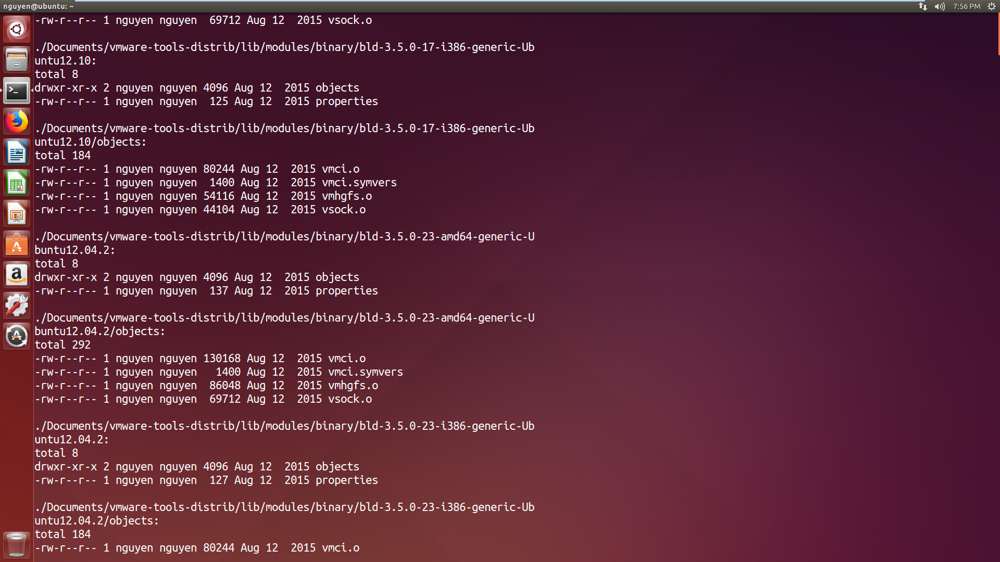 nguyen@ubuntu: ~
7:56 PM
-rw-r--r-- 1 nguyen nguyen  69712 Aug 12  2015 vsock.o

./Documents/vmware-tools-distrib/lib/modules/binary/bld-3.5.0-17-i386-generic-Ub
untu12.10:
total 8
drwxr-xr-x 2 nguyen nguyen 4096 Aug 12  2015 objects
-rw-r--r-- 1 nguyen nguyen  125 Aug 12  2015 properties

./Documents/vmware-tools-distrib/lib/modules/binary/bld-3.5.0-17-i386-generic-Ub
untu12.10/objects:
total 184
-rw-r--r-- 1 nguyen nguyen 80244 Aug 12  2015 vmci.o
-rw-r--r-- 1 nguyen nguyen  1400 Aug 12  2015 vmci.symvers
-rw-r--r-- 1 nguyen nguyen 54116 Aug 12  2015 vmhgfs.o
-rw-r--r-- 1 nguyen nguyen 44104 Aug 12  2015 vsock.o

./Documents/vmware-tools-distrib/lib/modules/binary/bld-3.5.0-23-amd64-generic-U
buntu12.04.2:
total 8
drwxr-xr-x 2 nguyen nguyen 4096 Aug 12  2015 objects
-rw-r--r-- 1 nguyen nguyen  137 Aug 12  2015 properties

./Documents/vmware-tools-distrib/lib/modules/binary/bld-3.5.0-23-amd64-generic-U
buntu12.04.2/objects:
total 292
-rw-r--r-- 1 nguyen nguyen 130168 Aug 12  2015 vmci.o
-rw-r--r-- 1 nguyen nguyen   1400 Aug 12  2015 vmci.symvers
-rw-r--r-- 1 nguyen nguyen  86048 Aug 12  2015 vmhgfs.o
-rw-r--r-- 1 nguyen nguyen  69712 Aug 12  2015 vsock.o

./Documents/vmware-tools-distrib/lib/modules/binary/bld-3.5.0-23-i386-generic-Ub
untu12.04.2:
total 8
drwxr-xr-x 2 nguyen nguyen 4096 Aug 12  2015 objects
-rw-r--r-- 1 nguyen nguyen  127 Aug 12  2015 properties

./Documents/vmware-tools-distrib/lib/modules/binary/bld-3.5.0-23-i386-generic-Ub
untu12.04.2/objects:
total 184
-rw-r--r-- 1 nguyen nguyen 80244 Aug 12  2015 vmci.o